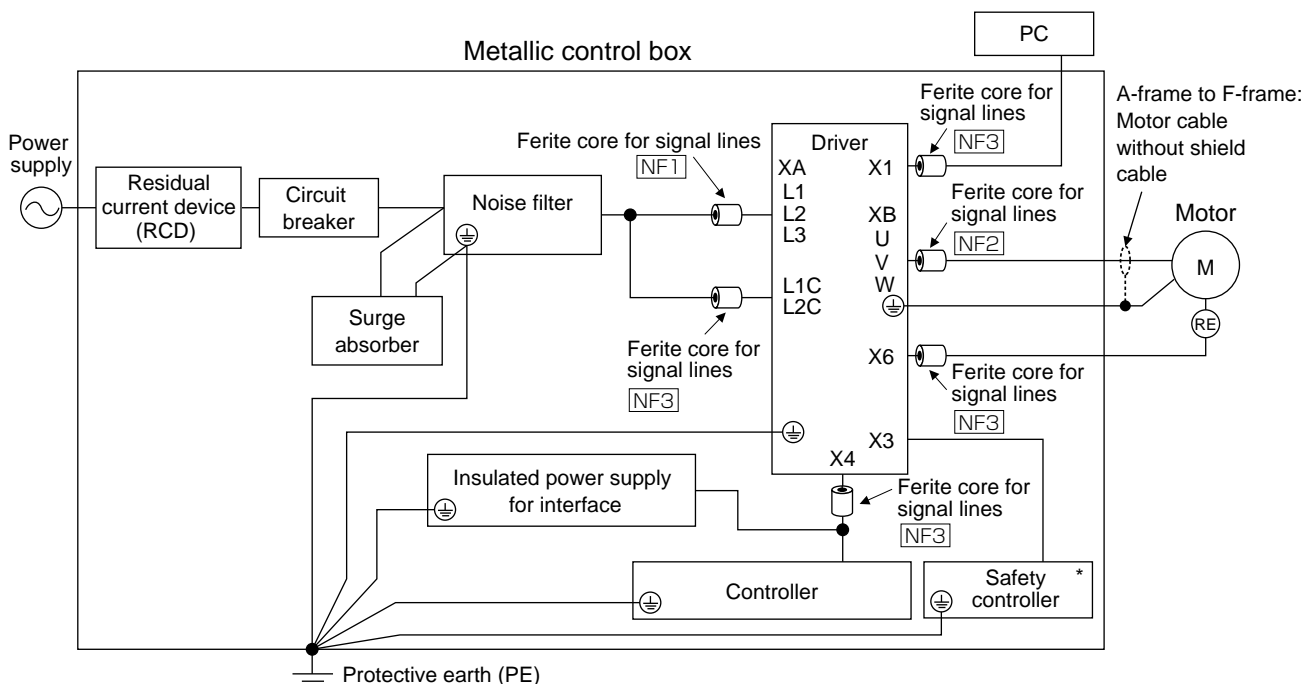 PC
Metallic control box
Ferite core for
signal lines
NF3
A-frame to F-frame:
Motor cable
without shield
cable
Power
supply
Residual
current device
(RCD)
Circuit
breaker
Noise filter
Ferite core for signal lines
NF1
Driver
XA
L1
L2
L3
L1C
L2C
X1
XB
U
V
W
X6
X3
X4
Ferite core for
signal lines
NF2
Motor
M
RE
Surge
absorber
Ferite core for
signal lines
NF3
Ferite core for
signal lines
NF3
Insulated power supply
for interface
Ferite core for
signal lines
NF3
Controller
Safety *
controller
Protective earth (PE)